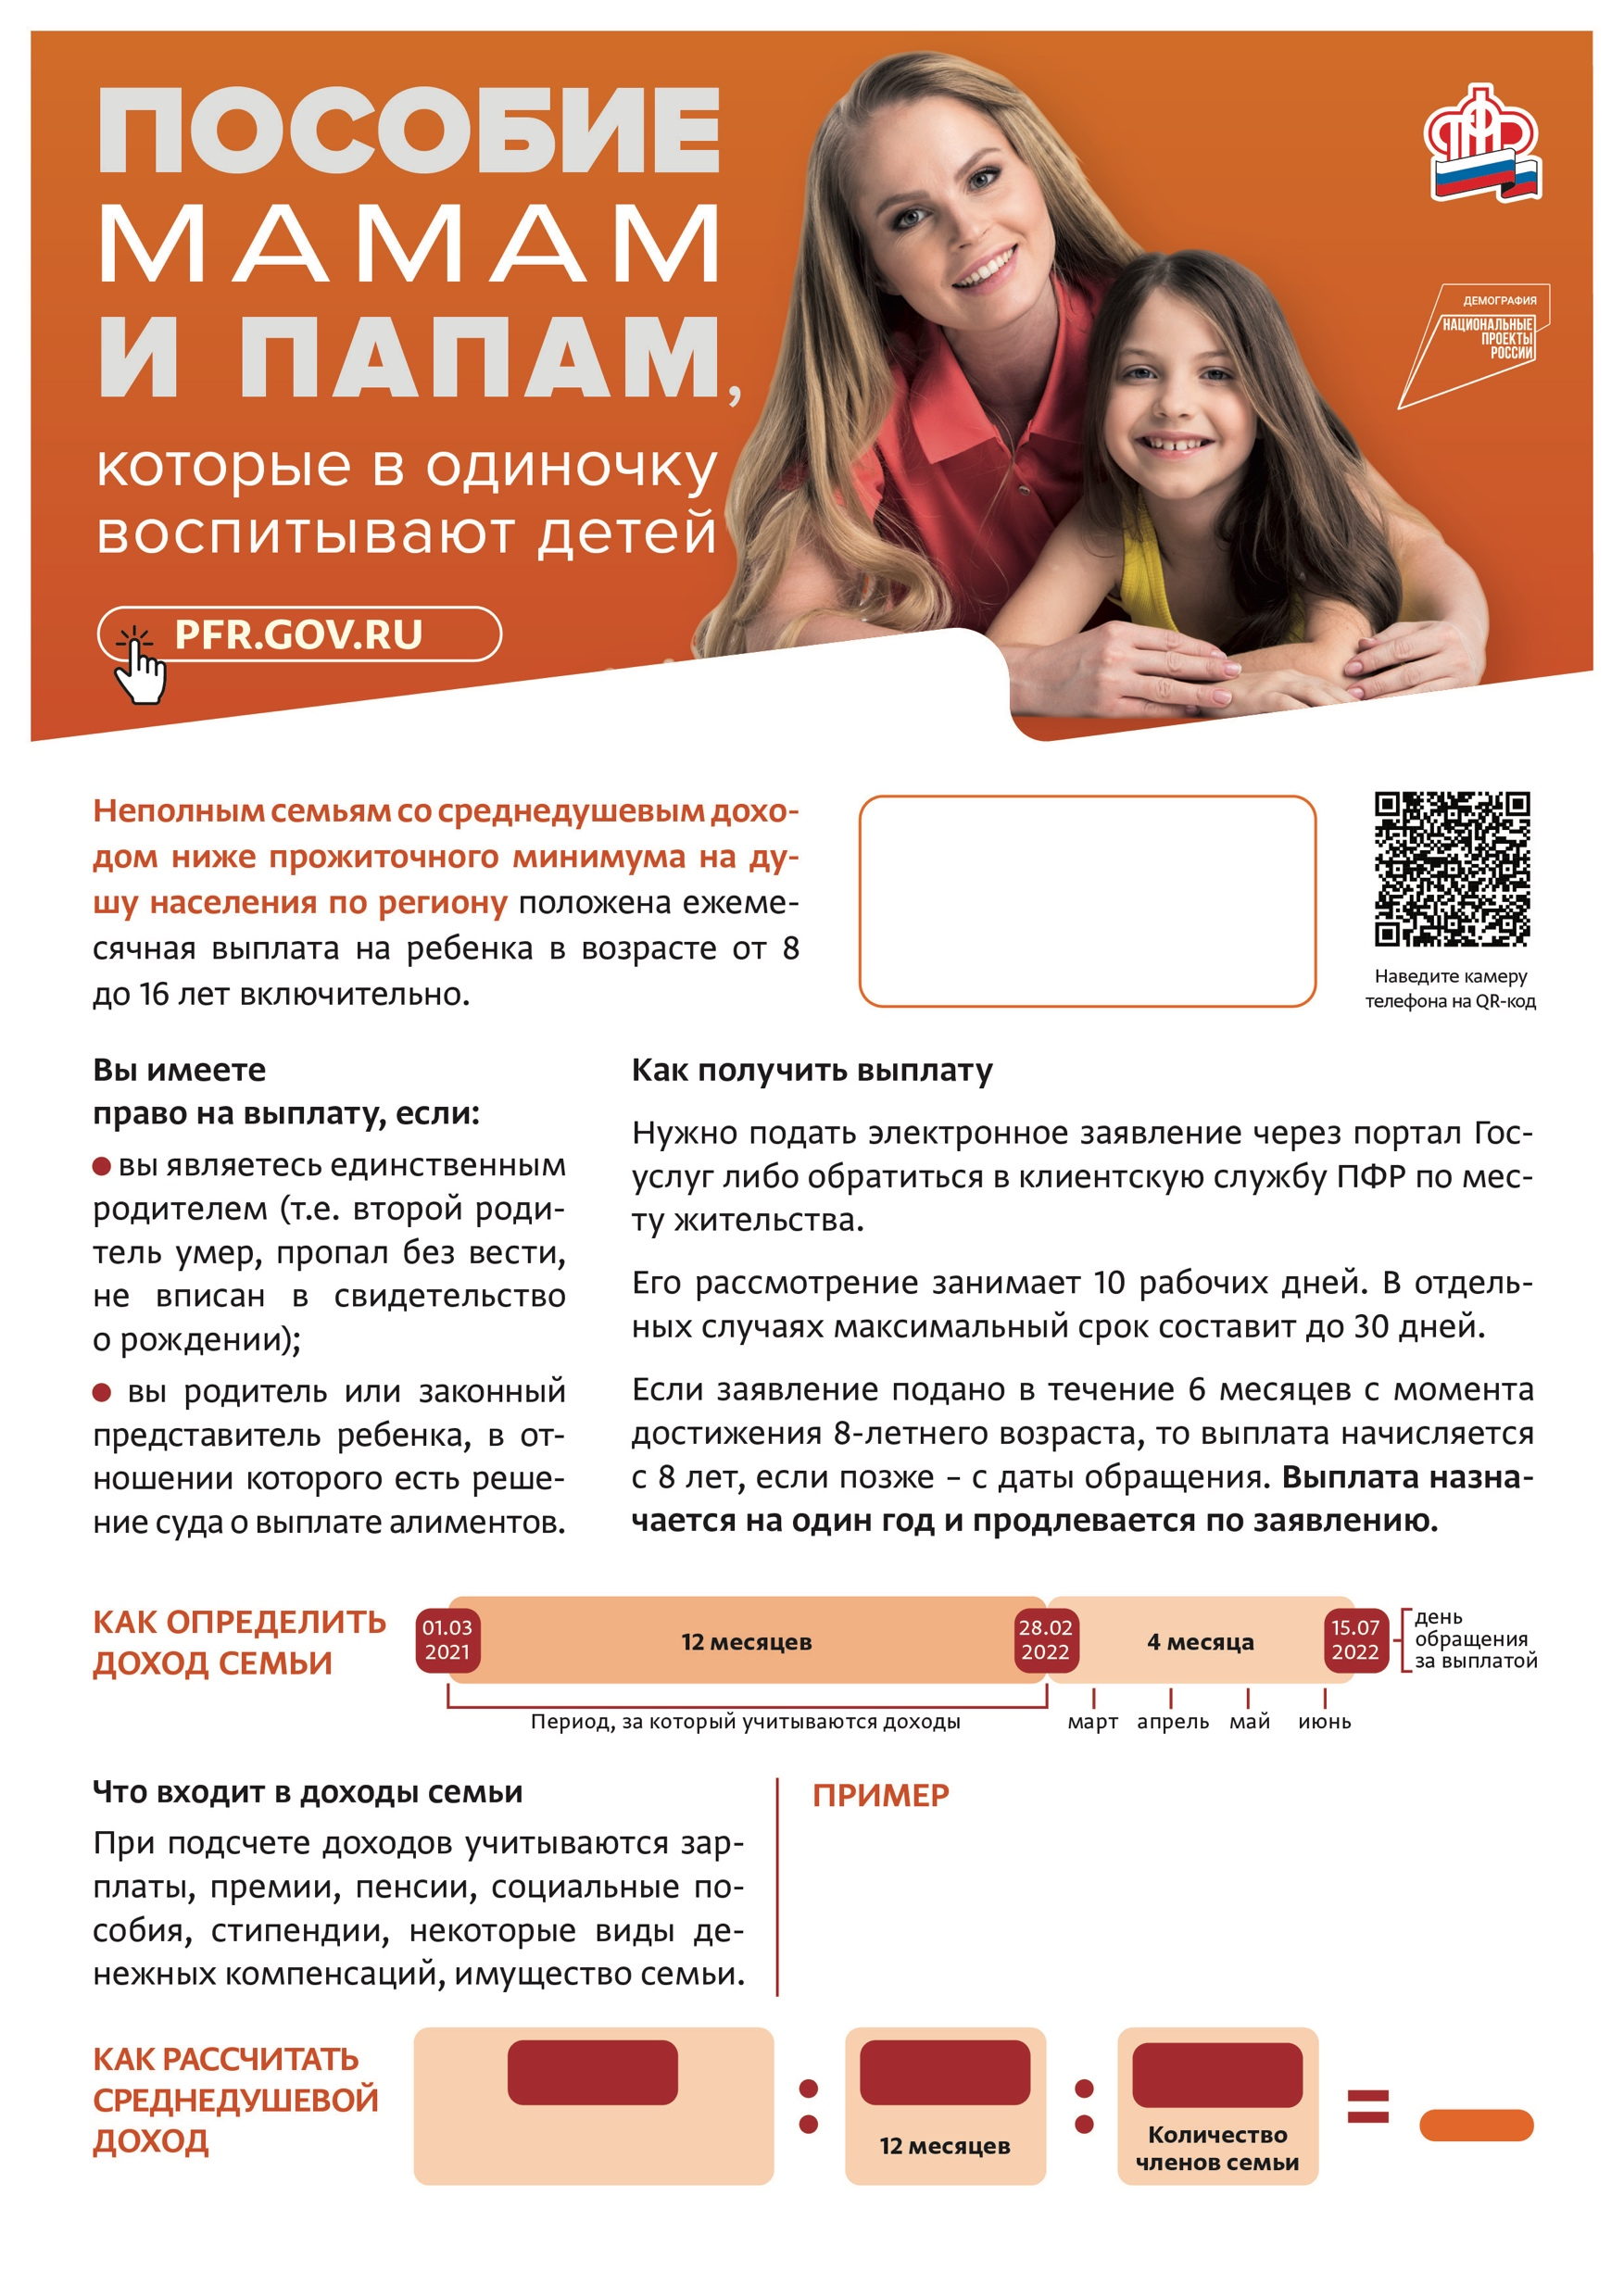 ПОСОБИЕ
МАМАМ
И ПАПАМ,
которые в одиночку
воспитывают детей
PFR.GOV.RU
ПФР
ДЕМОГРАФИЯ
НАЦИОНАЛЬНЫЕ
ПРОЕКТЫ
РОССИИ
Неполным семьям со среднедушевым дохо-
дом ниже прожиточного минимума на ду-
шу населения по региону положена ежеме-
сячная выплата на ребенка в возрасте от 8
до 16 лет включительно.
Наведите камеру
телефона на QR-код
Вы имеете
право на выплату, если:
● вы являетесь единственным
родителем (т.е. второй роди-
тель умер, пропал без вести,
не вписан в свидетельство
о рождении);
● вы родитель или законный
представитель ребенка, в от-
ношении которого есть реше-
ние суда о выплате алиментов.
Как получить выплату
Нужно подать электронное заявление через портал Гос-
услуг либо обратиться в клиентскую службу ПФР по мес-
ту жительства.
Его рассмотрение занимает 10 рабочих дней. В отдель-
ных случаях максимальный срок составит до 30 дней.
Если заявление подано в течение 6 месяцев с момента
достижения 8-летнего возраста, то выплата начисляется
с 8 лет, если позже – с даты обращения. Выплата назна-
чается на один год и продлевается по заявлению.
КАК ОПРЕДЕЛИТЬ
ДОХОД СЕМЬИ
01.03
2021
12 месяцев
28.02
2022
4 месяца
15.07
2022
день
обращения
за выплатой
Период, за который учитываются доходы
март апрель май июнь
Что входит в доходы семьи
При подсчете доходов учитываются зар-
платы, премии, пенсии, социальные по-
собия, стипендии, некоторые виды де-
нежных компенсаций, имущество семьи.
ПРИМЕР
КАК РАССЧИТАТЬ
СРЕДНЕДУШЕВОЙ
ДОХОД
:
12 месяцев
:
Количество
членов семьи
=